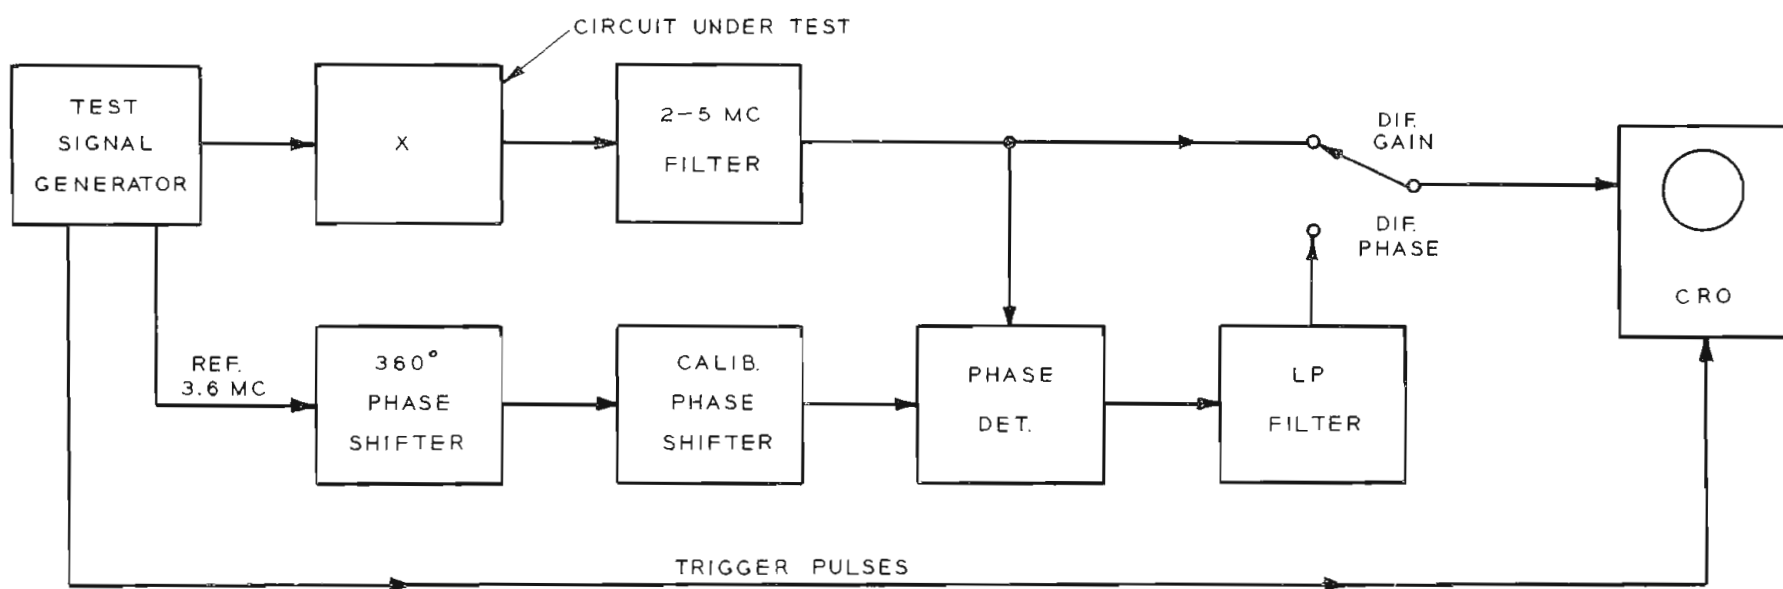 CIRCUIT UNDER TEST
TEST
SIGNAL
GENERATOR
X
2-5 MC
FILTER
DIF.
GAIN
DIF.
PHASE
CRO
REF.
3.6 MC
360°
PHASE
SHIFTER
CALIB.
PHASE
SHIFTER
PHASE
DET.
LP
FILTER
TRIGGER PULSES